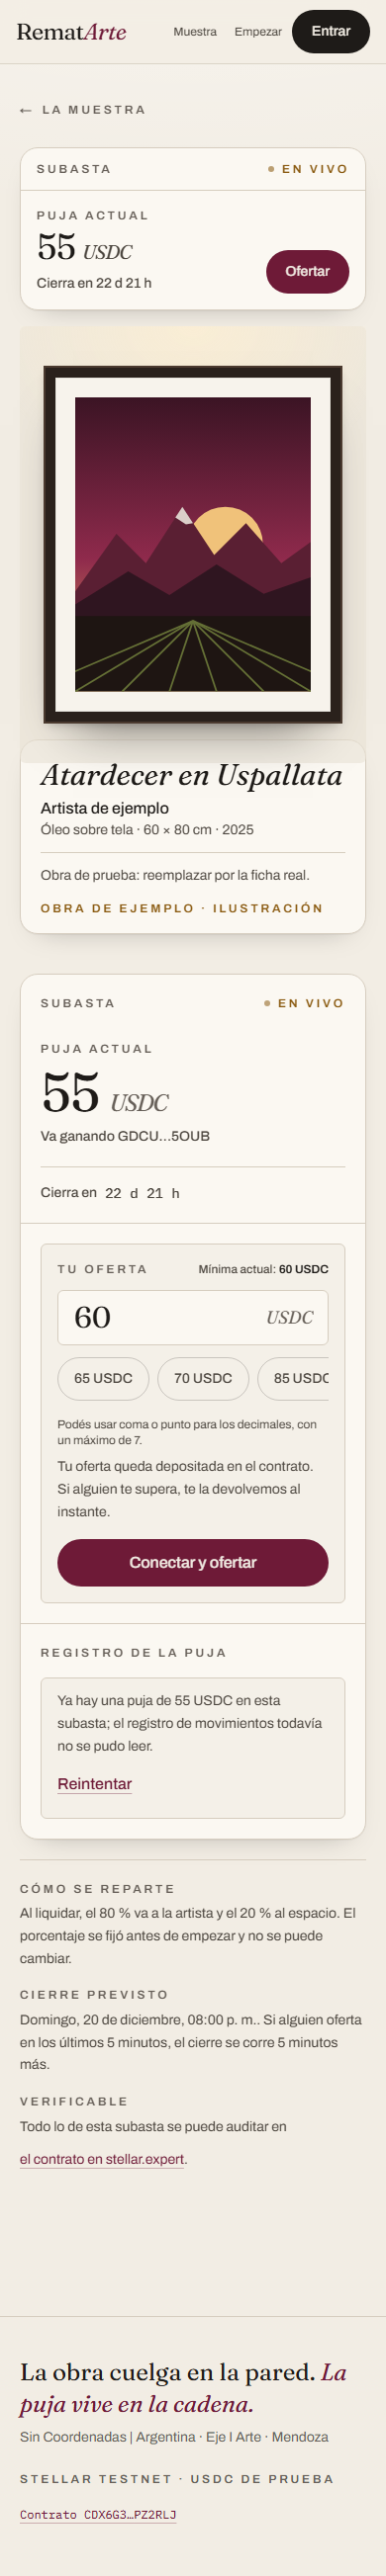 RematArte
Muestra Empezar Entrar
← LA MUESTRA
SUBASTA
EN VIVO
PUJA ACTUAL
55 USDC
Cierra en 22 d 21 h
Ofertar
Atardecer en Uspallata
Artista de ejemplo
Óleo sobre tela · 60 × 80 cm · 2025
Obra de prueba: reemplazar por la ficha real.
OBRA DE EJEMPLO · ILUSTRACIÓN
SUBASTA
EN VIVO
PUJA ACTUAL
55 USDC
Va ganando GDCU…5OUB
Cierra en 22 d 21 h
TU OFERTA
Mínima actual: 60 USDC
60 USDC
65 USDC 70 USDC 85 USDC
Podés usar coma o punto para los decimales, con
un máximo de 7.
Tu oferta queda depositada en el contrato.
Si alguien te supera, te la devolvemos al
instante.
Conectar y ofertar
REGISTRO DE LA PUJA
Ya hay una puja de 55 USDC en esta
subasta; el registro de movimientos todavía
no se pudo leer.
Reintentar
CÓMO SE REPARTE
Al liquidar, el 80 % va a la artista y el 20 % al espacio. El
porcentaje se fijó antes de empezar y no se puede
cambiar.
CIERRE PREVISTO
Domingo, 20 de diciembre, 08:00 p. m.. Si alguien oferta
en los últimos 5 minutos, el cierre se corre 5 minutos
más.
VERIFICABLE
Todo lo de esta subasta se puede auditar en
el contrato en stellar.expert.
La obra cuelga en la pared. La
puja vive en la cadena.
Sin Coordenadas | Argentina · Eje I Arte · Mendoza
STELLAR TESTNET · USDC DE PRUEBA
Contrato CDX6G3…PZ2RLJ